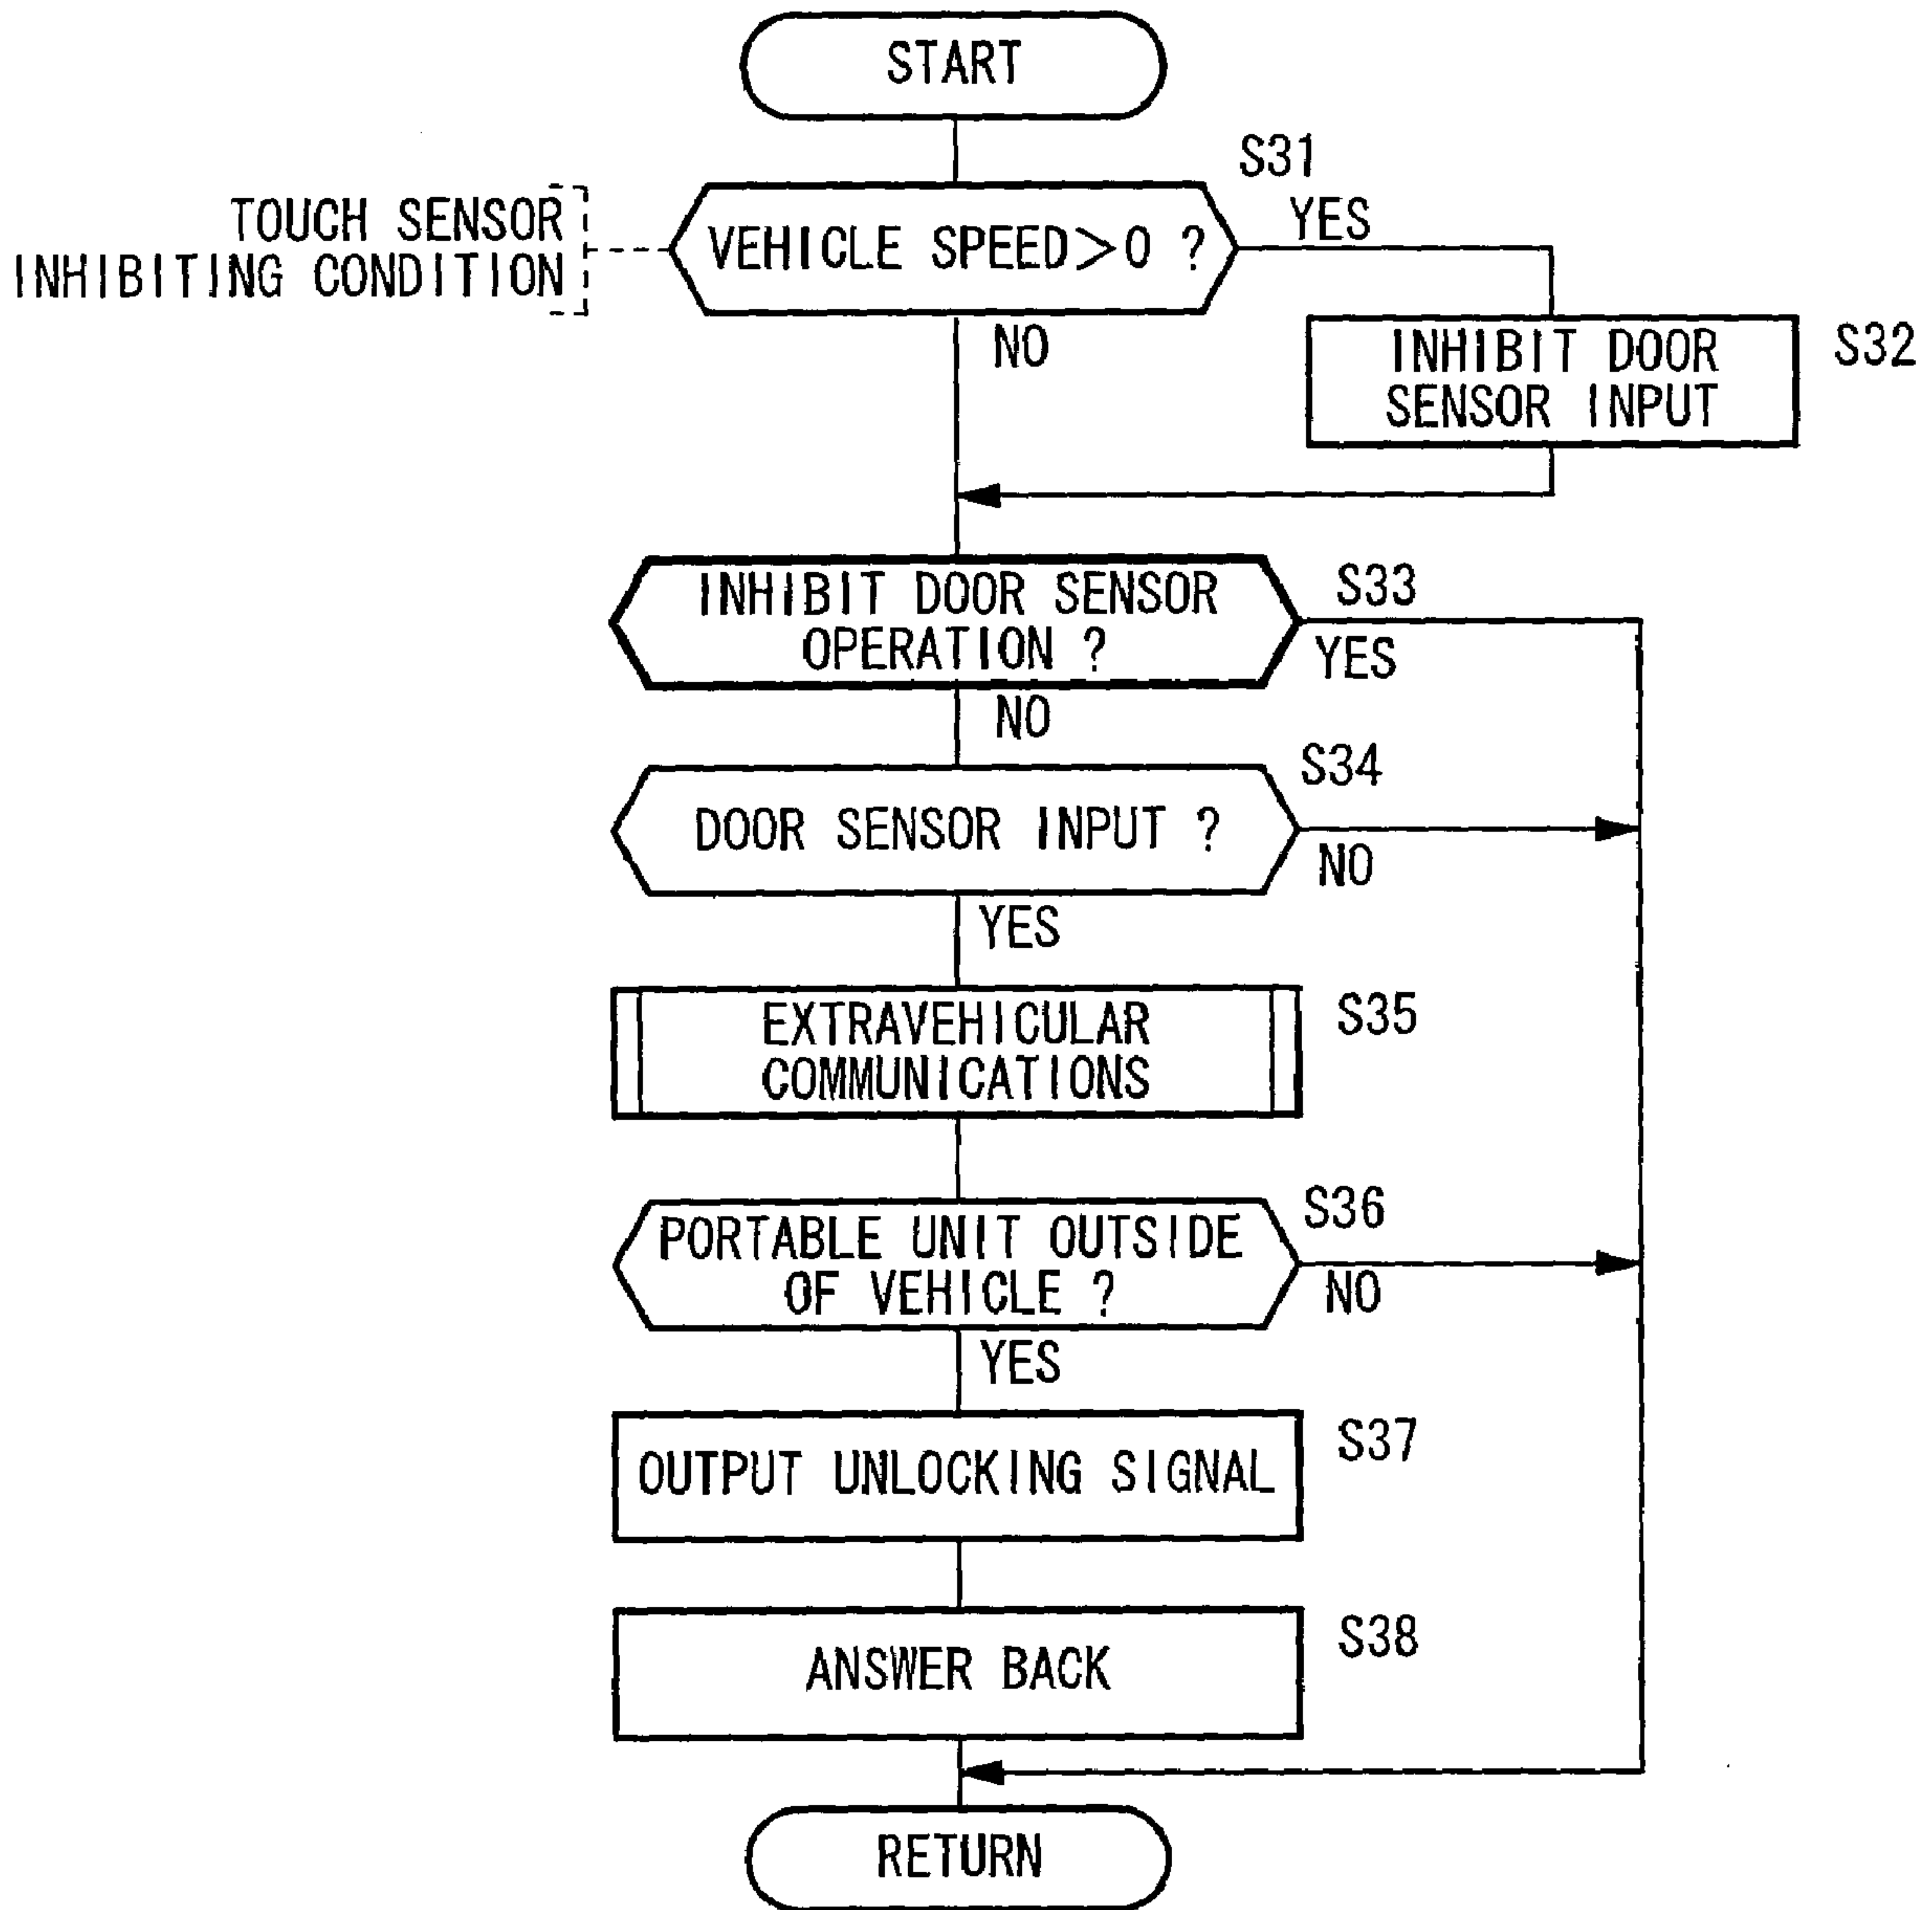 START
S31
TOUCH SENSOR
INHIBITING CONDITION
VEHICLE SPEED>0 ?
YES
NO
INHIBIT DOOR
SENSOR INPUT
S32
INHIBIT DOOR SENSOR
OPERATION ?
S33
YES
NO
S34
DOOR SENSOR INPUT ?
NO
YES
EXTRAVEHICULAR
COMMUNICATIONS
S35
S36
PORTABLE UNIT OUTSIDE
OF VEHICLE ?
NO
YES
OUTPUT UNLOCKING SIGNAL
S37
ANSWER BACK
S38
RETURN